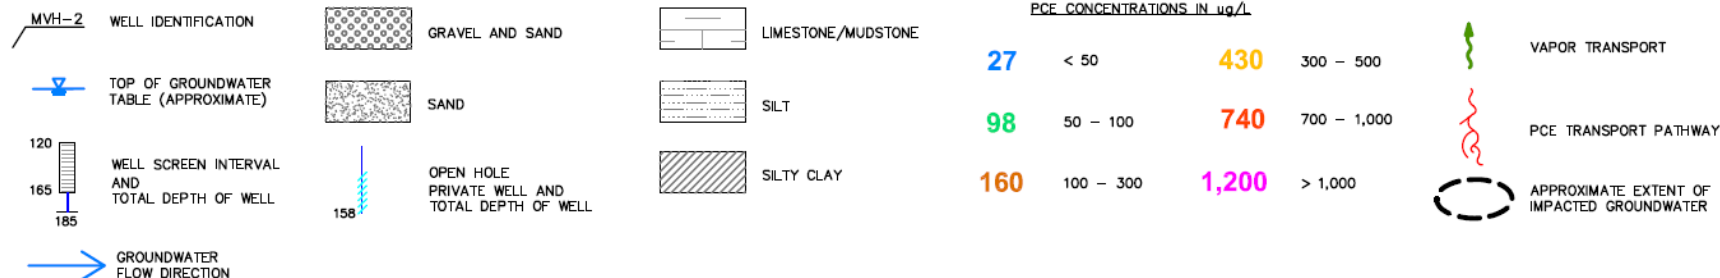 MVH-2
WELL IDENTIFICATION
TOP OF GROUNDWATER
TABLE (APPROXIMATE)
120
165
185
WELL SCREEN INTERVAL
AND
TOTAL DEPTH OF WELL
GROUNDWATER
FLOW DIRECTION
GRAVEL AND SAND
SAND
158
OPEN HOLE
PRIVATE WELL AND
TOTAL DEPTH OF WELL
LIMESTONE/MUDSTONE
SILT
SILTY CLAY
PCE CONCENTRATIONS IN ug/L
27 < 50
98 50 – 100
160 100 – 300
430 300 – 500
740 700 – 1,000
1,200 > 1,000
VAPOR TRANSPORT
PCE TRANSPORT PATHWAY
APPROXIMATE EXTENT OF
IMPACTED GROUNDWATER